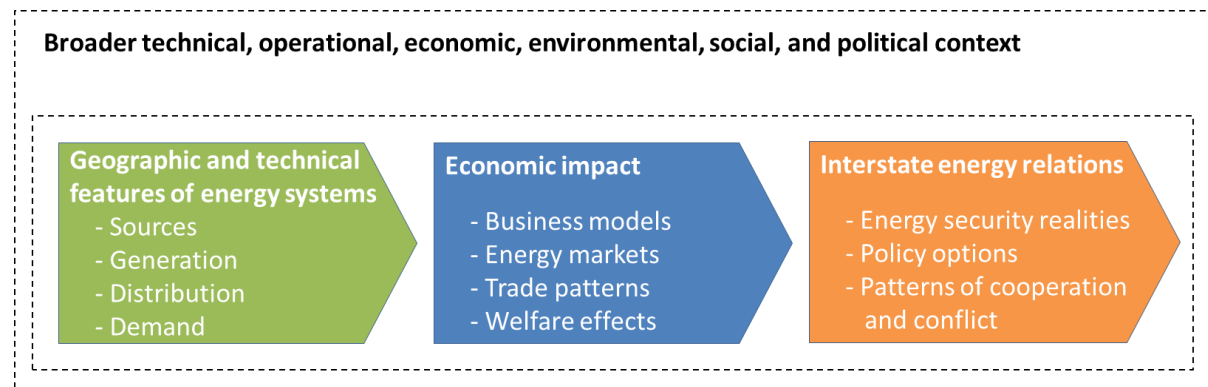 Broader technical, operational, economic, environmental, social, and political context
Geographic and technical
features of energy systems
- Sources
- Generation
- Distribution
- Demand
Economic impact
- Business models
- Energy markets
- Trade patterns
- Welfare effects
Interstate energy relations
- Energy security realities
- Policy options
- Patterns of cooperation
and conflict